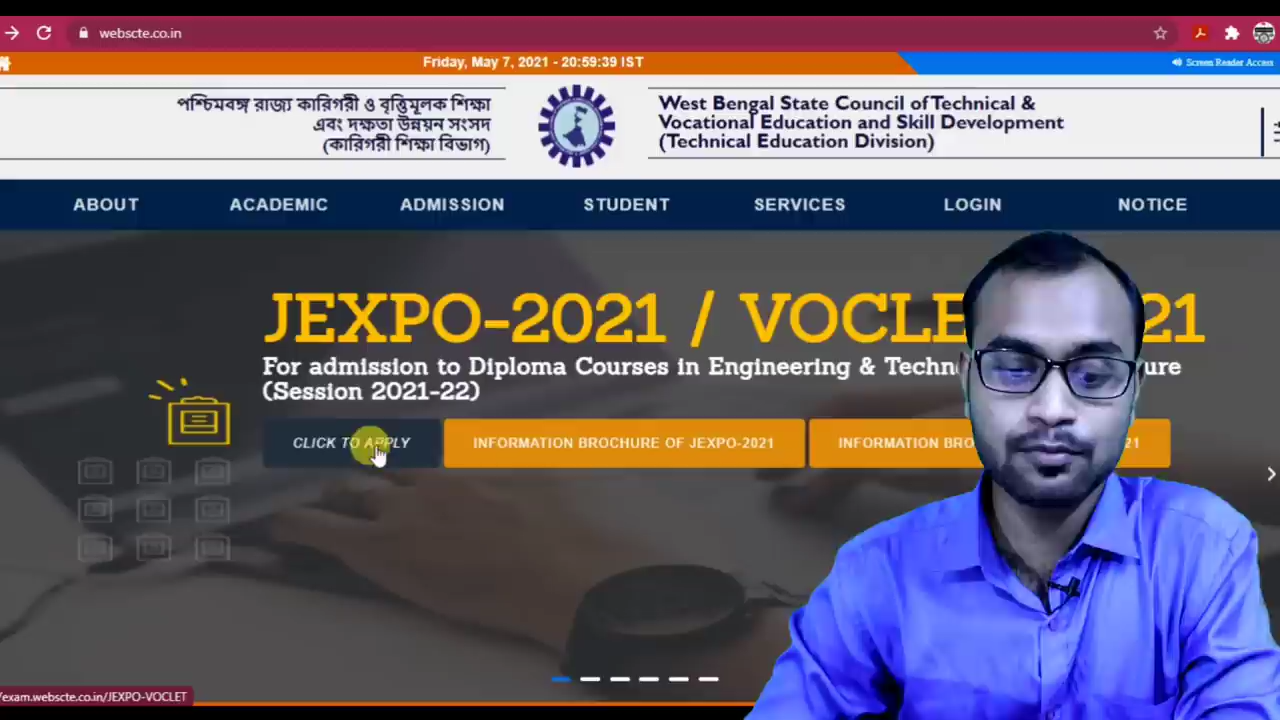 webscte.co.in
Friday, May 7, 2021 - 20:59:39 IST
Screen Reader Access
পশ্চিমবঙ্গ রাজ্য কারিগরী ও বৃত্তিমূলক শিক্ষা
এবং দক্ষতা উন্নয়ন সংসদ
(কারিগরী শিক্ষা বিভাগ)
West Bengal State Council of Technical &
Vocational Education and Skill Development
(Technical Education Division)
ABOUT ACADEMIC ADMISSION STUDENT SERVICES LOGIN NOTICE
JEXPO-2021 / VOCLE 21
For admission to Diploma Courses in Engineering & Techn ure
(Session 2021-22)
CLICK TO APPLY INFORMATION BROCHURE OF JEXPO-2021 INFORMATION BRO 21
/exam.webscte.co.in/JEXPO-VOCLET